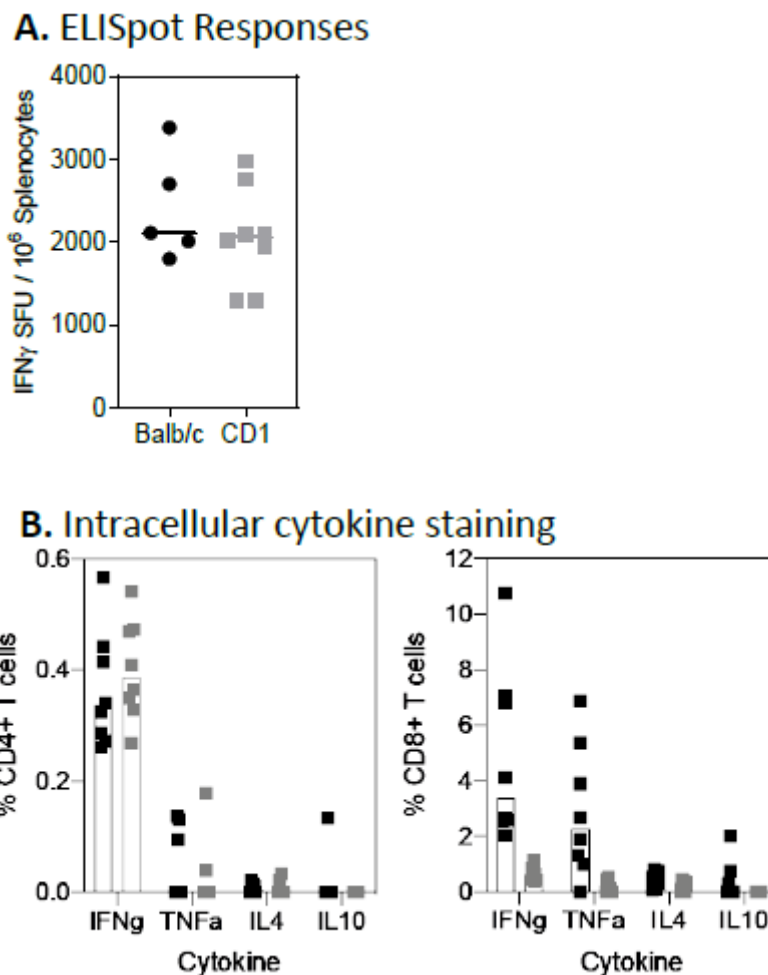 A. ELISpot Responses
4000
3000
2000
1000
0
IFNγ SFU / 10⁶ Splenocytes
Balb/c CD1
B. Intracellular cytokine staining
0.6
0.4
0.2
0.0
% CD4+ T cells
IFNg TNFa IL4 IL10
Cytokine
12
10
8
6
4
2
0
% CD8+ T cells
IFNg TNFa IL4 IL10
Cytokine